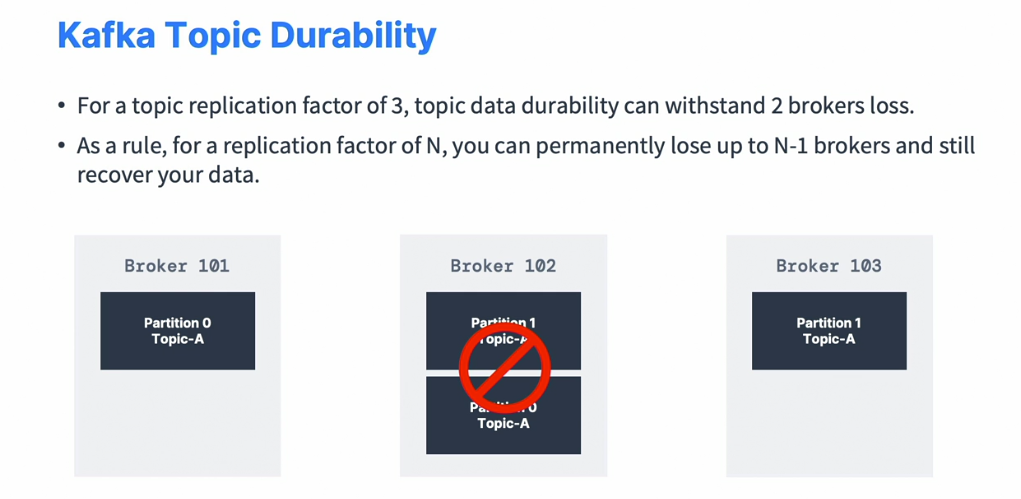 Kafka Topic Durability
• For a topic replication factor of 3, topic data durability can withstand 2 brokers loss.
• As a rule, for a replication factor of N, you can permanently lose up to N-1 brokers and still
recover your data.
Broker 101
Partition 0
Topic-A
Broker 102
Partition 1
Topic-A
Partition 0
Topic-A
Broker 103
Partition 1
Topic-A